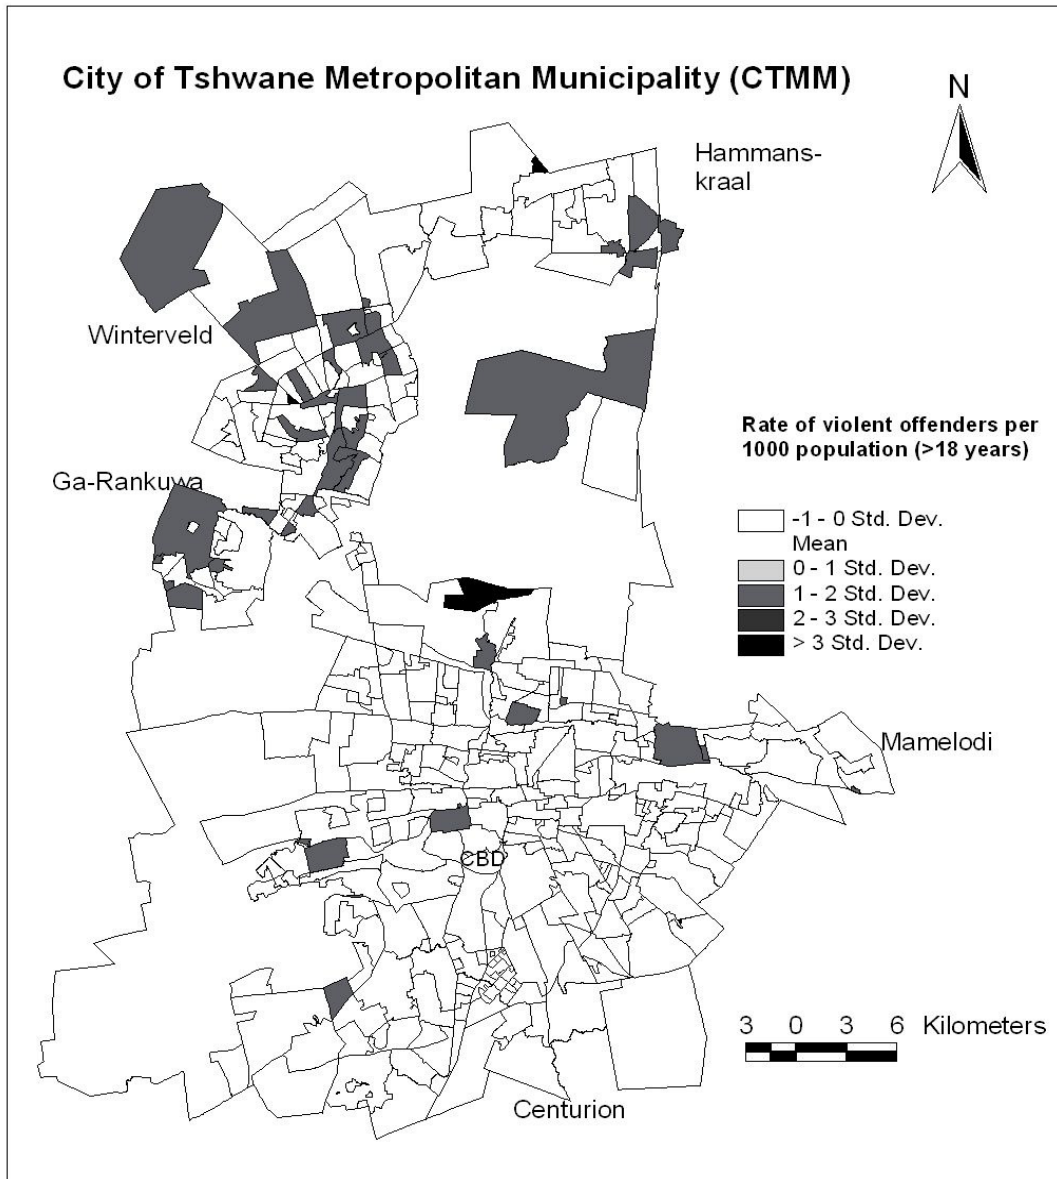 City of Tshwane Metropolitan Municipality (CTMM)
N
Hammans-
kraal
Winterveld
Ga-Rankuwa
Rate of violent offenders per
1000 population (>18 years)
-1 - 0 Std. Dev.
Mean
0 - 1 Std. Dev.
1 - 2 Std. Dev.
2 - 3 Std. Dev.
> 3 Std. Dev.
Mamelodi
CBD
3 0 3 6 Kilometers
Centurion